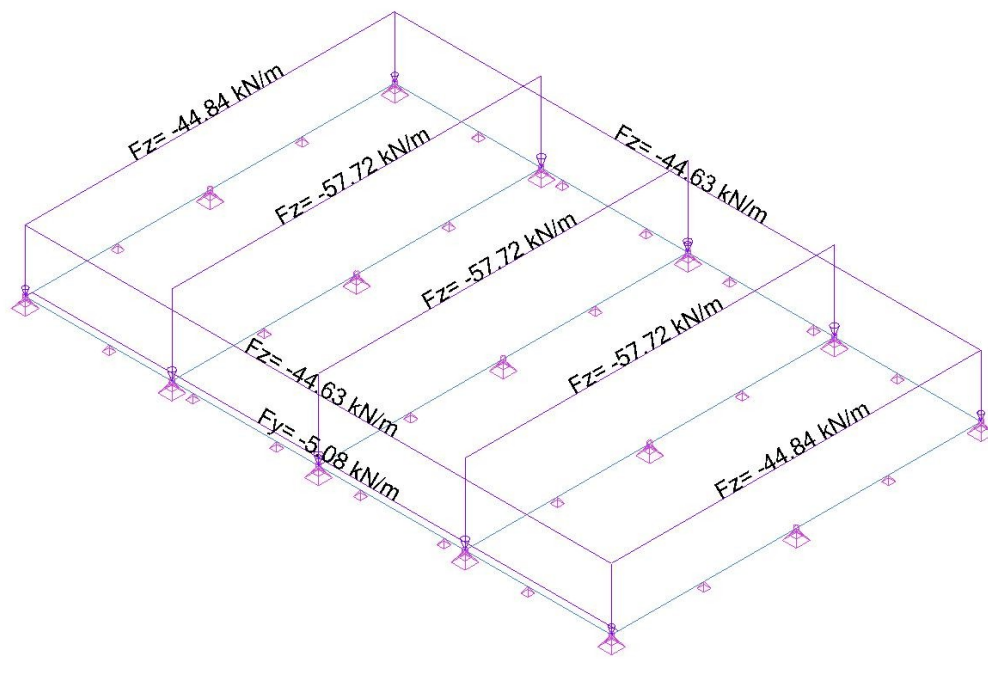 Fz= -44.84 kN/m
Fz= -57.72 kN/m
Fz= -44.63 kN/m
Fz= -57.72 kN/m
Fz= -57.72 kN/m
Fz= -44.63 kN/m
Fy= -5.08 kN/m
Fz= -44.84 kN/m